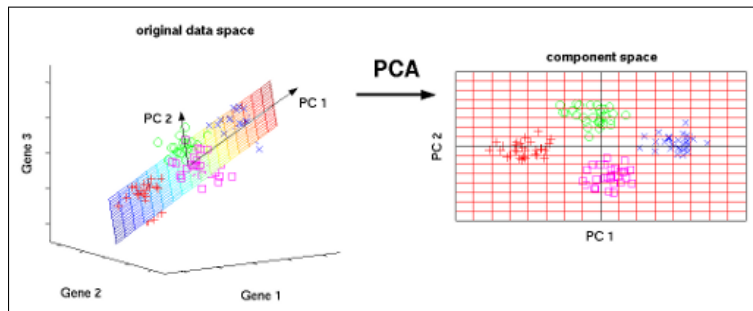 original data space
PCA
component space
PC 1
PC 2
Gene 3
Gene 2
Gene 1
PC 2
PC 1